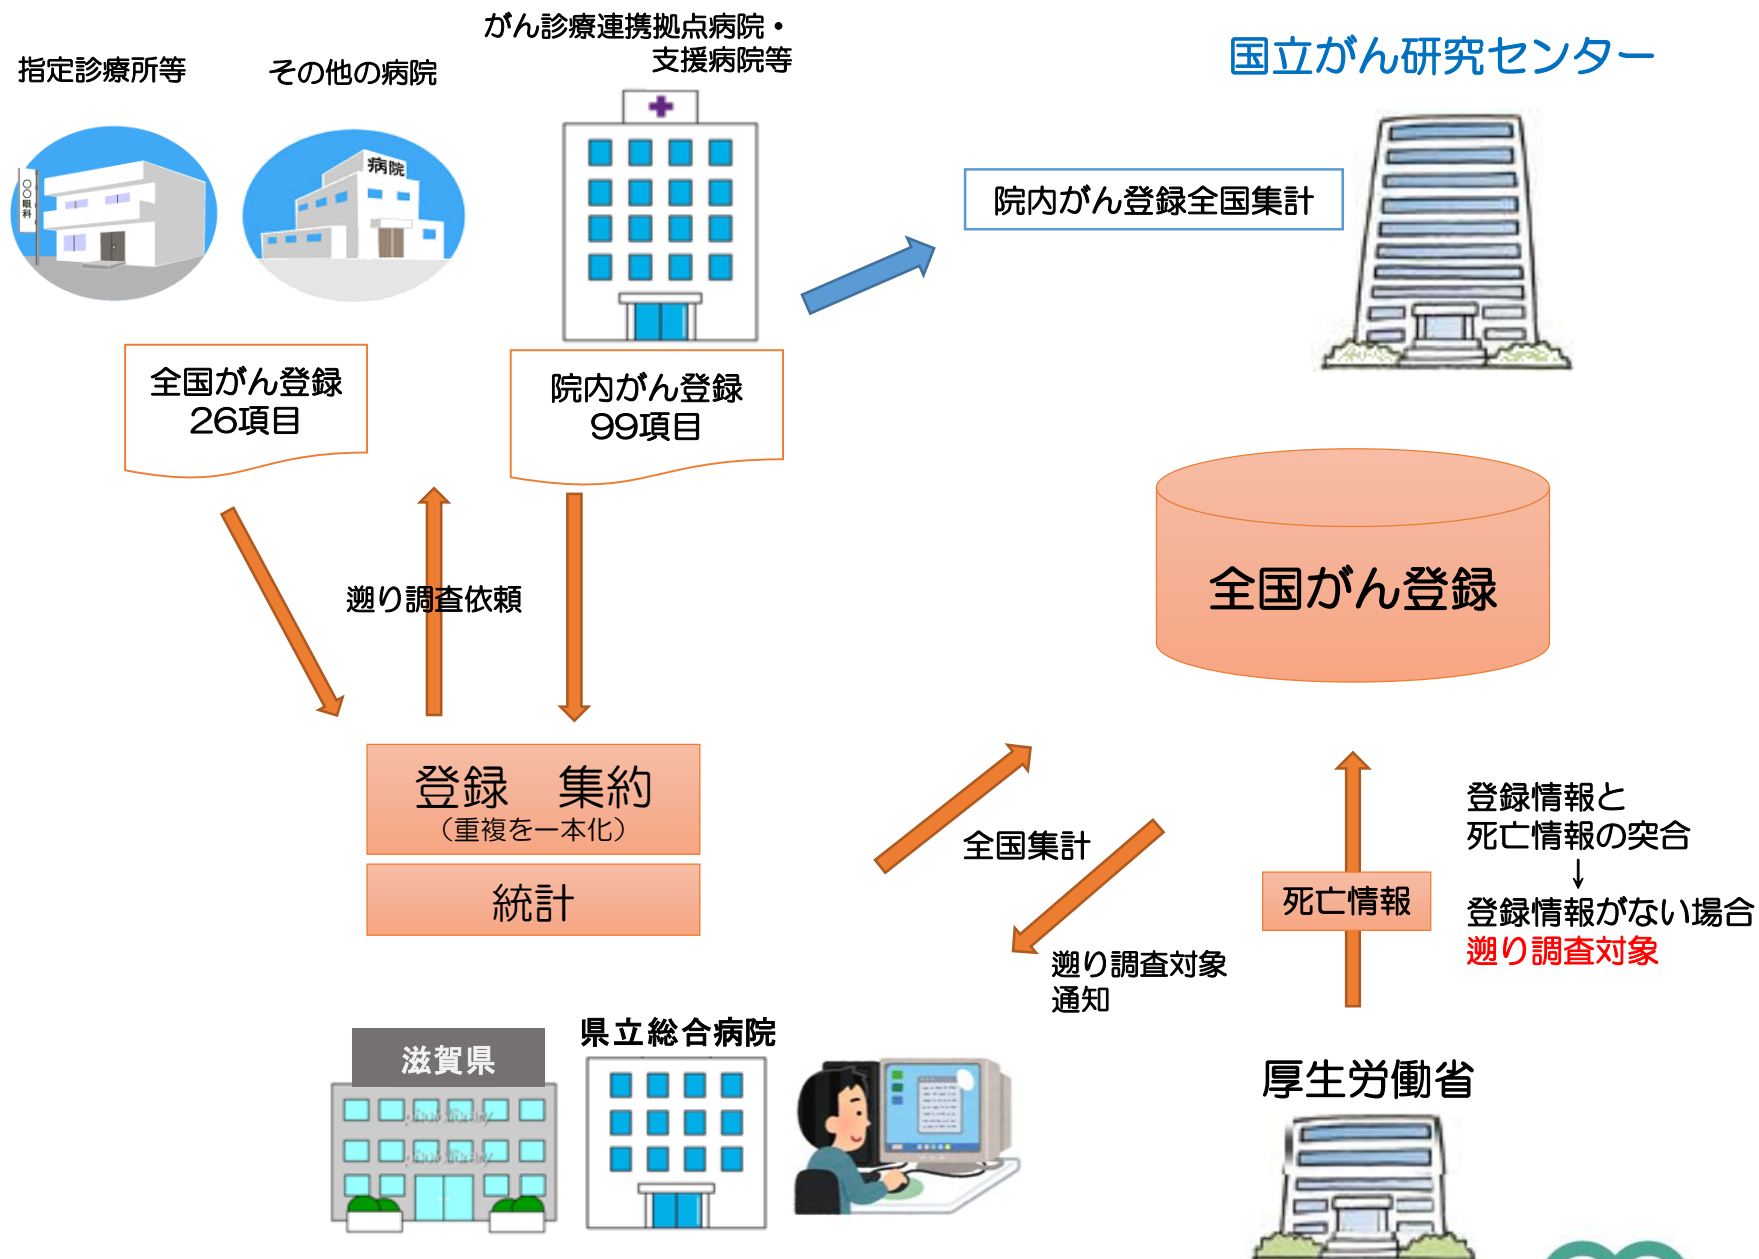 がん診療連携拠点病院・
支援病院等
指定診療所等
その他の病院
国立がん研究センター
〇〇眼科
病院
院内がん登録全国集計
全国がん登録
26項目
院内がん登録
99項目
遡り調査依頼
全国がん登録
登録　集約
（重複を一本化）
統計
全国集計
遡り調査対象
通知
死亡情報
登録情報と
死亡情報の突合
↓
登録情報がない場合
遡り調査対象
滋賀県
県立総合病院
厚生労働省
photolibrary
photolibrary